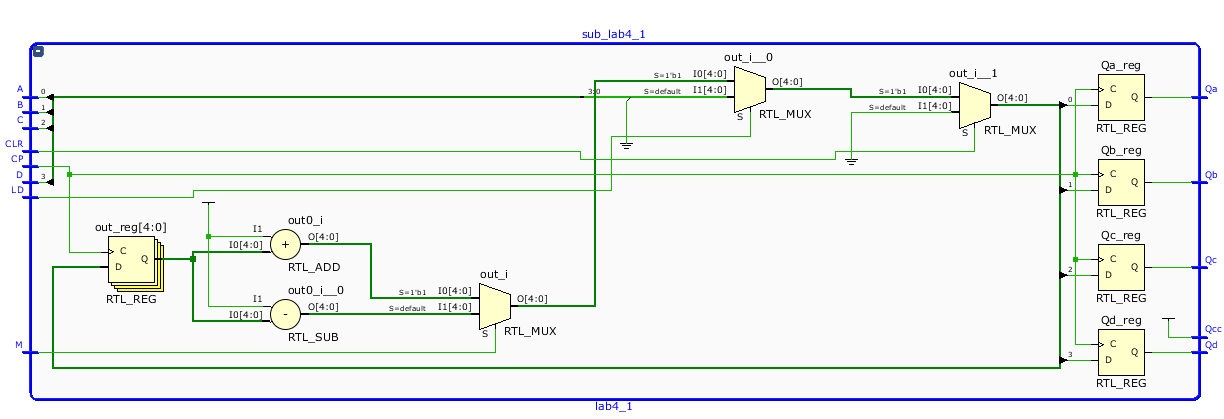 sub_lab4_1
out_i__0
Qa_reg
out_i__1
S=1'b1 I0[4:0]
O[4:0]
A 0
3:0 S=default I1[4:0]
S=1'b1 I0[4:0]
O[4:0]
C
Q
Qa
B 1
0
D
S=default I1[4:0]
S
RTL_MUX
C 2
S
RTL_MUX
RTL_REG
CLR
Qb_reg
CP
D 3
C
Q
Qb
LD
1
D
RTL_REG
out_reg[4:0]
out0_i
I1
O[4:0]
I0[4:0]
+
C
Q
D
RTL_ADD
RTL_REG
Qc_reg
C
Q
Qc
2
D
RTL_REG
out_i
out0_i__0
I1
O[4:0]
I0[4:0]
-
RTL_SUB
S=1'b1 I0[4:0]
O[4:0]
S=default I1[4:0]
S
RTL_MUX
M
Qd_reg
C
Q
3
D
RTL_REG
Qcc
Qd
lab4_1